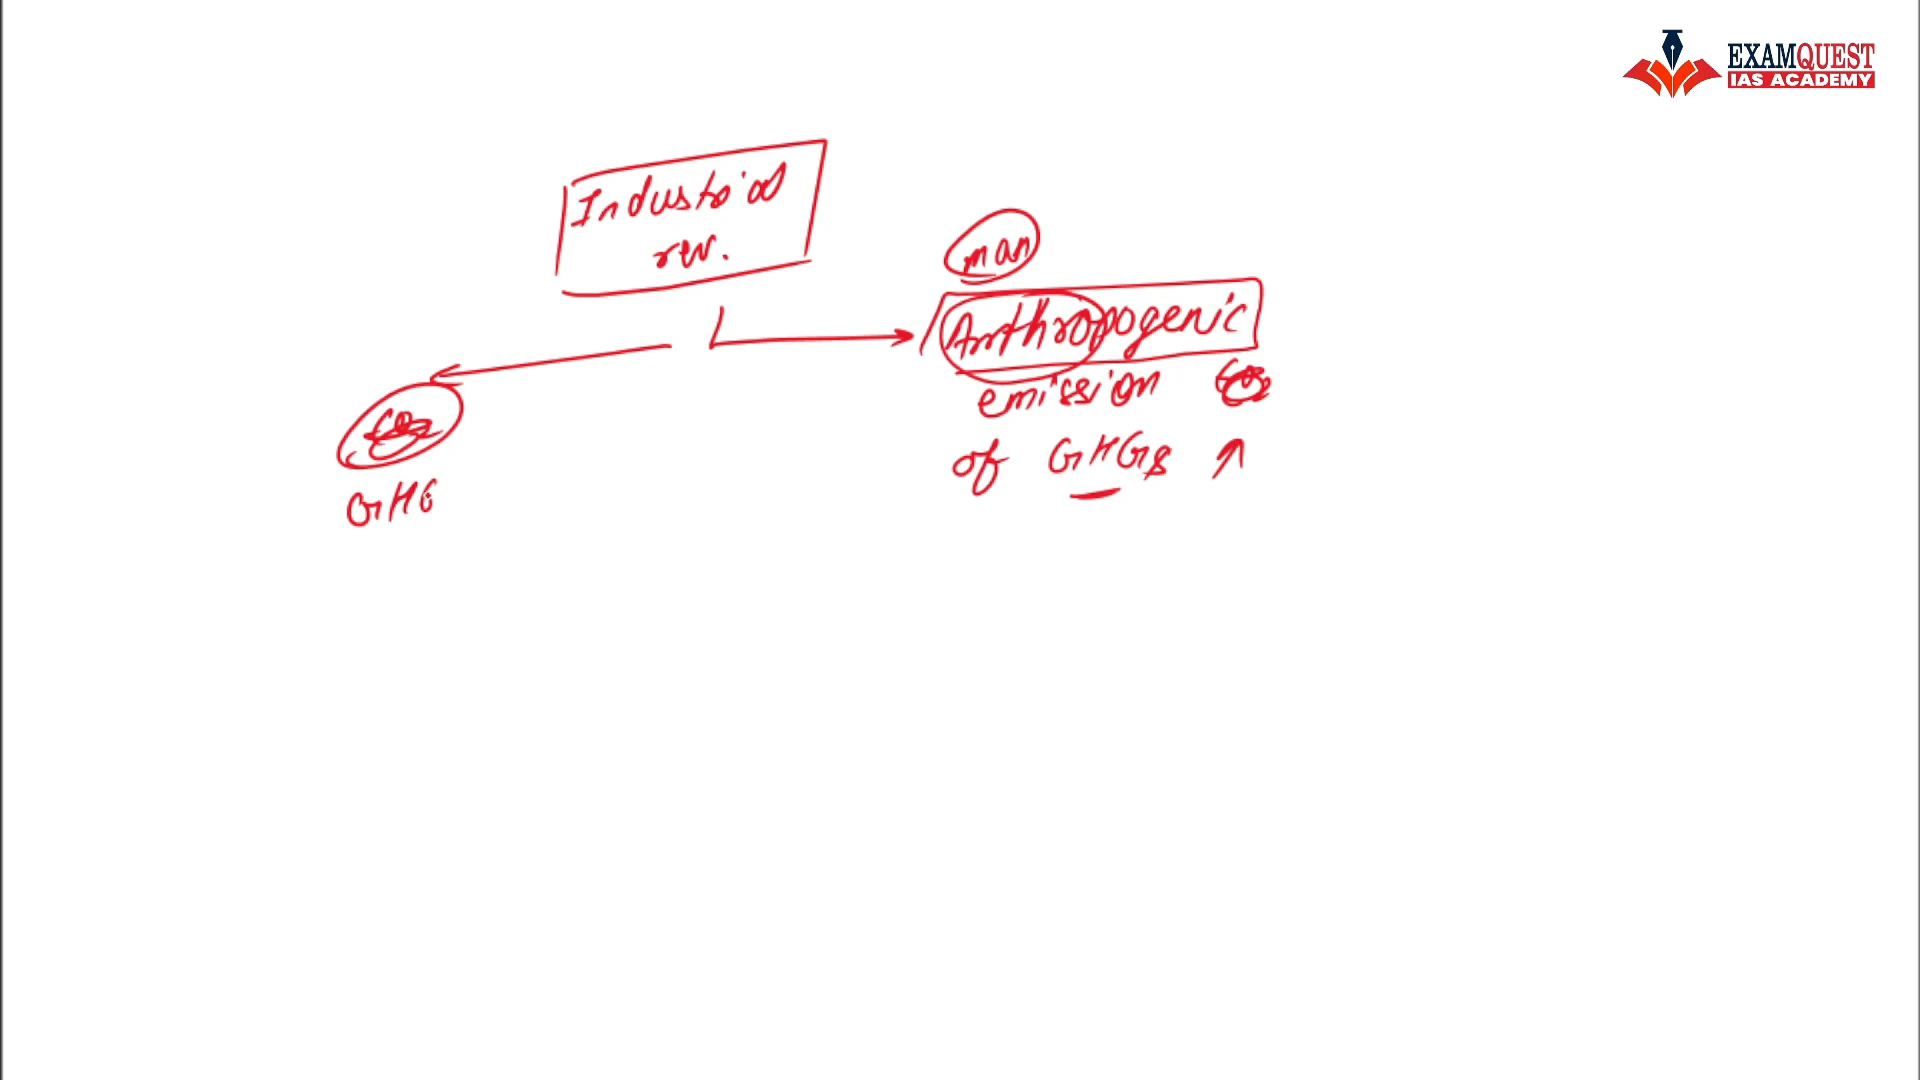 EXAMQUEST
IAS ACADEMY
Industrial
rev.
man
Anthropogenic
emission
of GHGs ↑
GHG